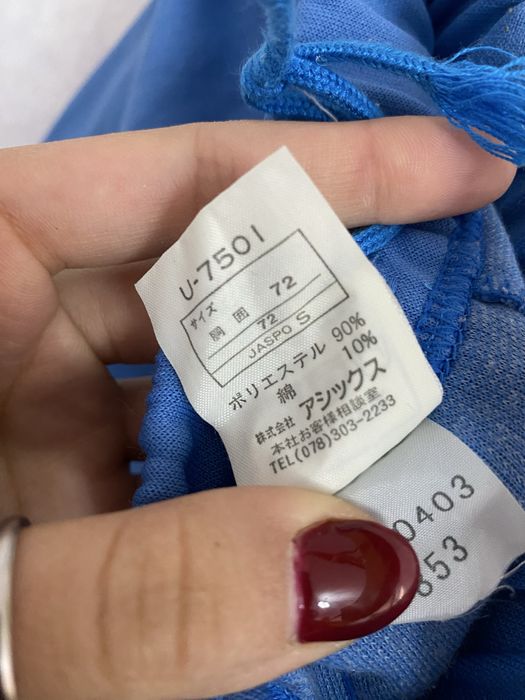 U-7501
サイズ
胴囲 72
72
JASPO S
ポリエステル 90%
綿 10%
株式会社 アシックス
本社お客様相談室
TEL(078)303-2233
0403
853